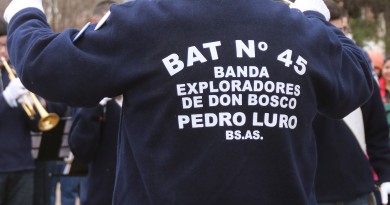 BAT Nº 45
BANDA
EXPLORADORES
DE DON BOSCO
PEDRO LURO
BS.AS.